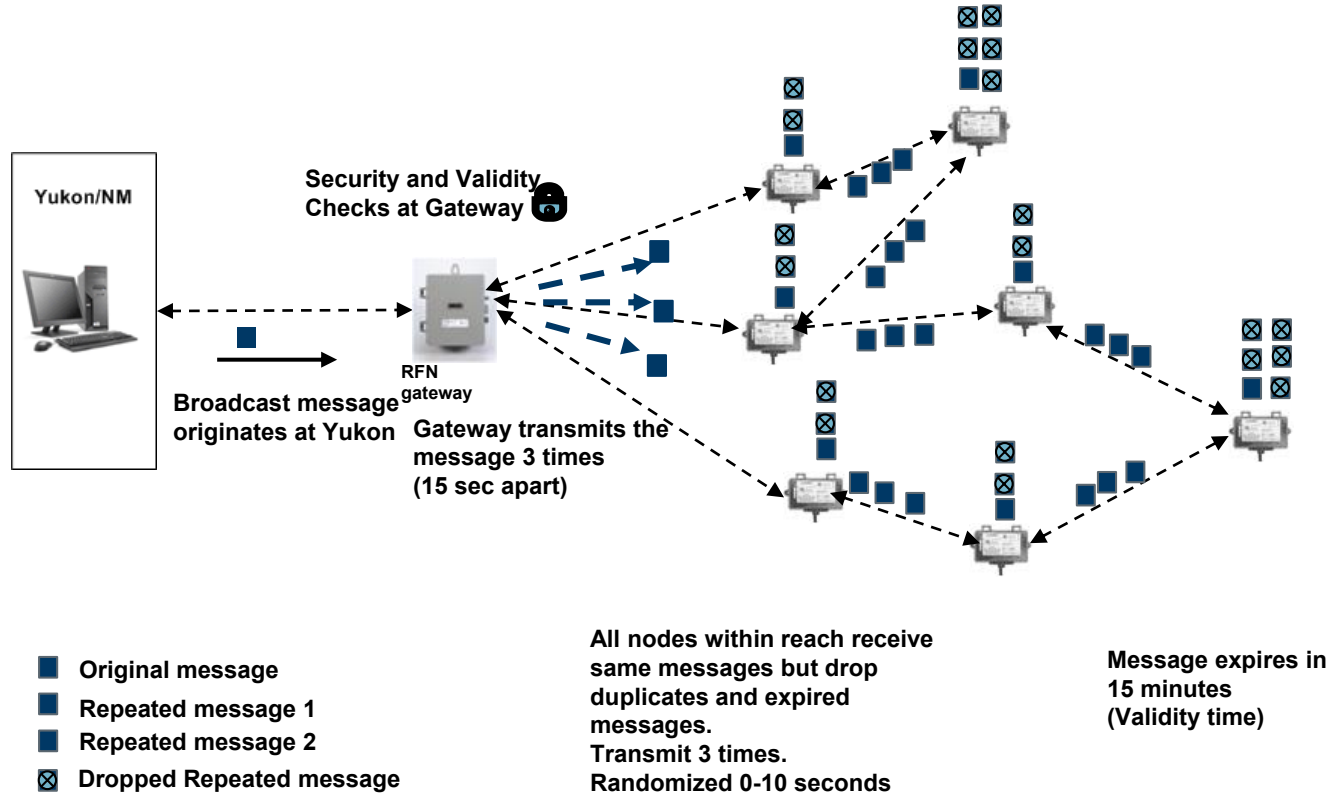 Yukon/NM
Security and Validity
Checks at Gateway
RFN
gateway
Broadcast message
originates at Yukon
Gateway transmits the
message 3 times
(15 sec apart)
Original message
Repeated message 1
Repeated message 2
Dropped Repeated message
All nodes within reach receive
same messages but drop
duplicates and expired
messages.
Transmit 3 times.
Randomized 0-10 seconds
Message expires in
15 minutes
(Validity time)